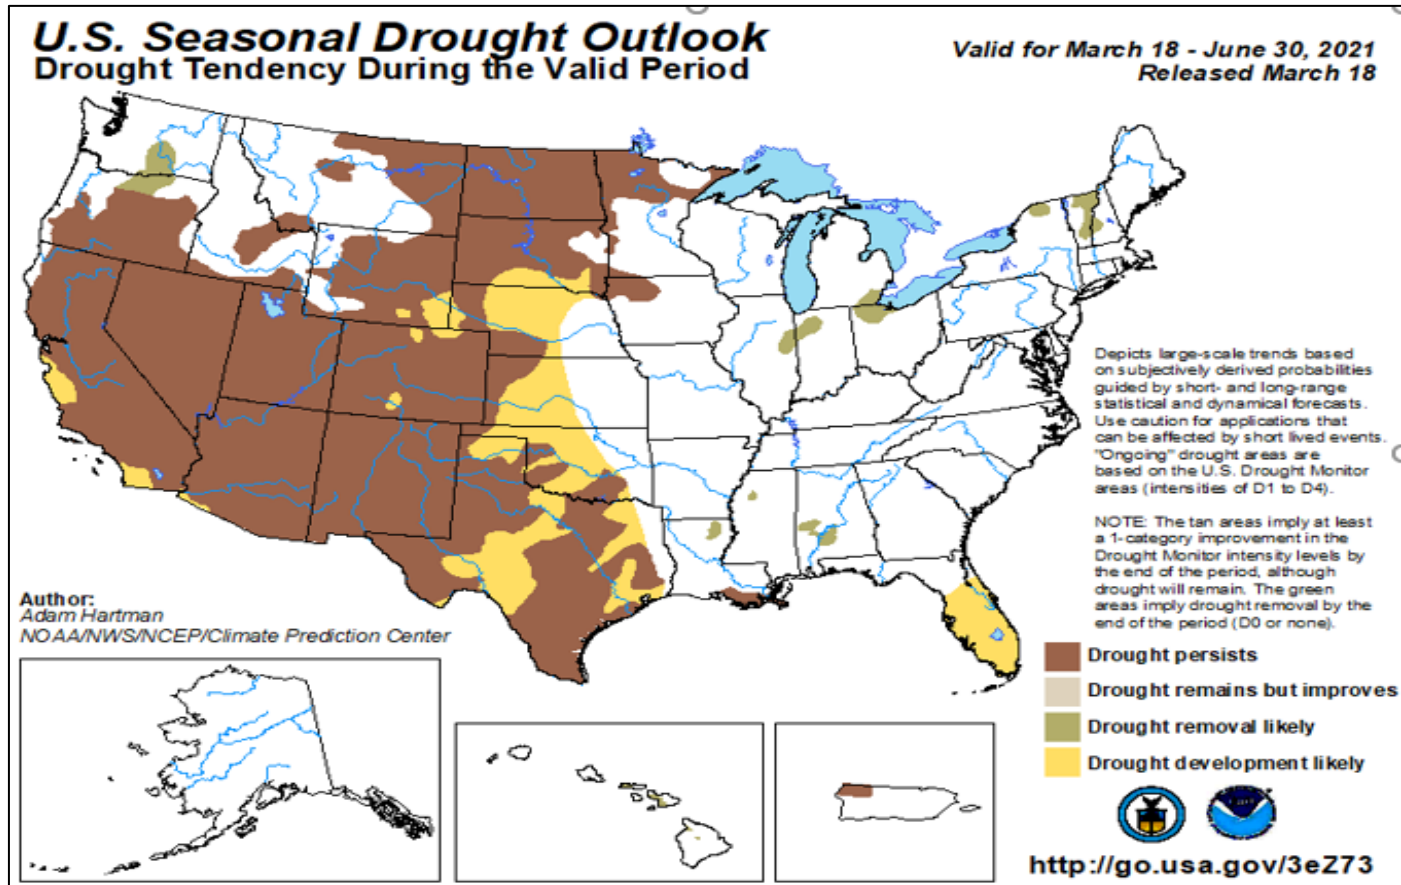 U.S. Seasonal Drought Outlook
Drought Tendency During the Valid Period
Valid for March 18 - June 30, 2021
Released March 18
Depicts large-scale trends based
on subjectively derived probabilities
guided by short- and long-range
statistical and dynamical forecasts.
Use caution for applications that
can be affected by short lived events.
"Ongoing" drought areas are
based on the U.S. Drought Monitor
areas (intensities of D1 to D4).
NOTE: The tan areas imply at least
a 1-category improvement in the
Drought Monitor intensity levels by
the end of the period, although
drought will remain. The green
areas imply drought removal by the
end of the period (D0 or none).
Author:
Adam Hartman
NOAA/NWS/NCEP/Climate Prediction Center
Drought persists
Drought remains but improves
Drought removal likely
Drought development likely
http://go.usa.gov/3eZ73